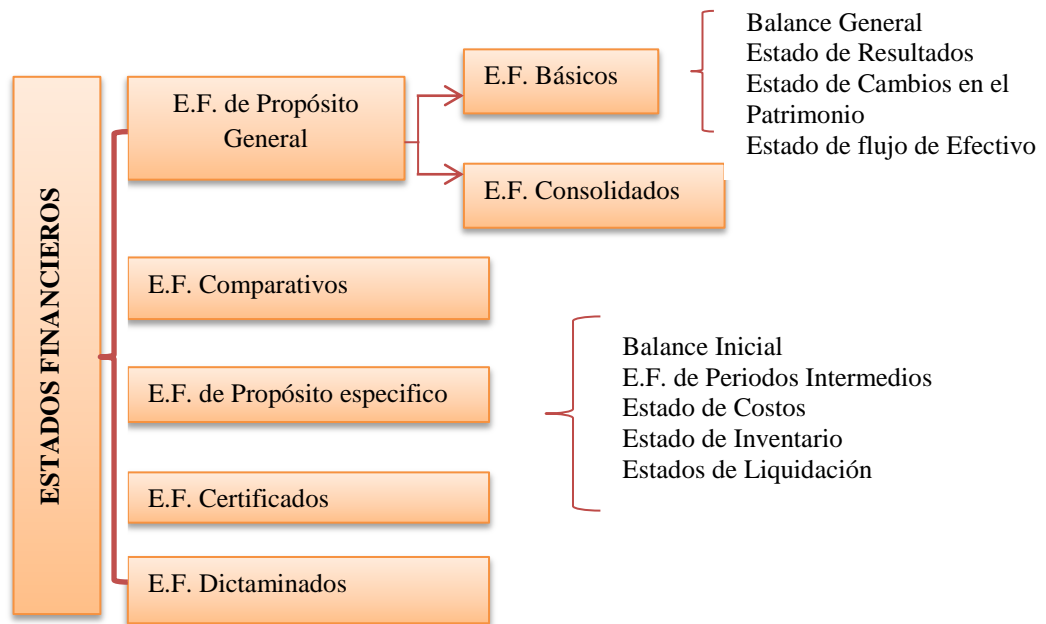 ESTADOS FINANCIEROS
E.F. de Propósito
General
E.F. Básicos
Balance General
Estado de Resultados
Estado de Cambios en el
Patrimonio
Estado de flujo de Efectivo
E.F. Consolidados
E.F. Comparativos
E.F. de Propósito especifico
Balance Inicial
E.F. de Periodos Intermedios
Estado de Costos
Estado de Inventario
Estados de Liquidación
E.F. Certificados
E.F. Dictaminados